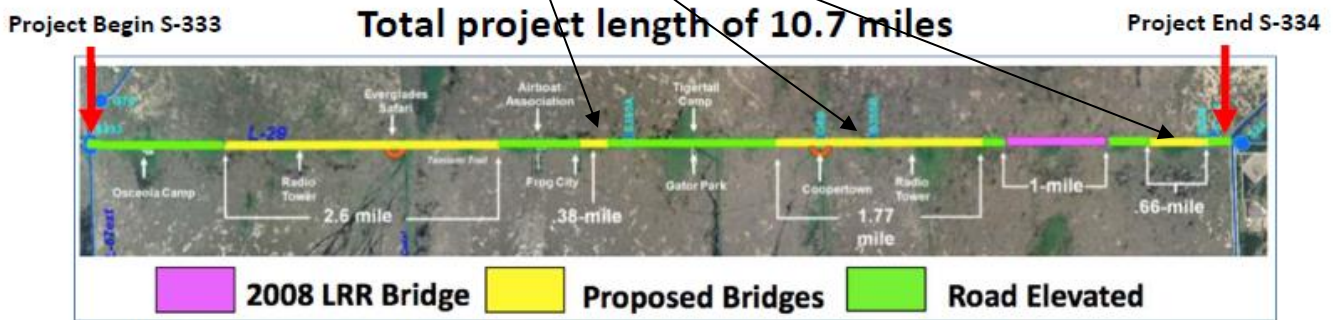 Project Begin S-333
Total project length of 10.7 miles
Project End S-334
Everglades
Safari
Airboat
Association
Tigertail
Camp
L-29
Tamiami Trail
Osceola Camp
Radio
Tower
Frog City
Gator Park
Coopertown
Radio
Tower
2.6 mile
.38-mile
1.77
mile
1-mile
.66-mile
2008 LRR Bridge
Proposed Bridges
Road Elevated